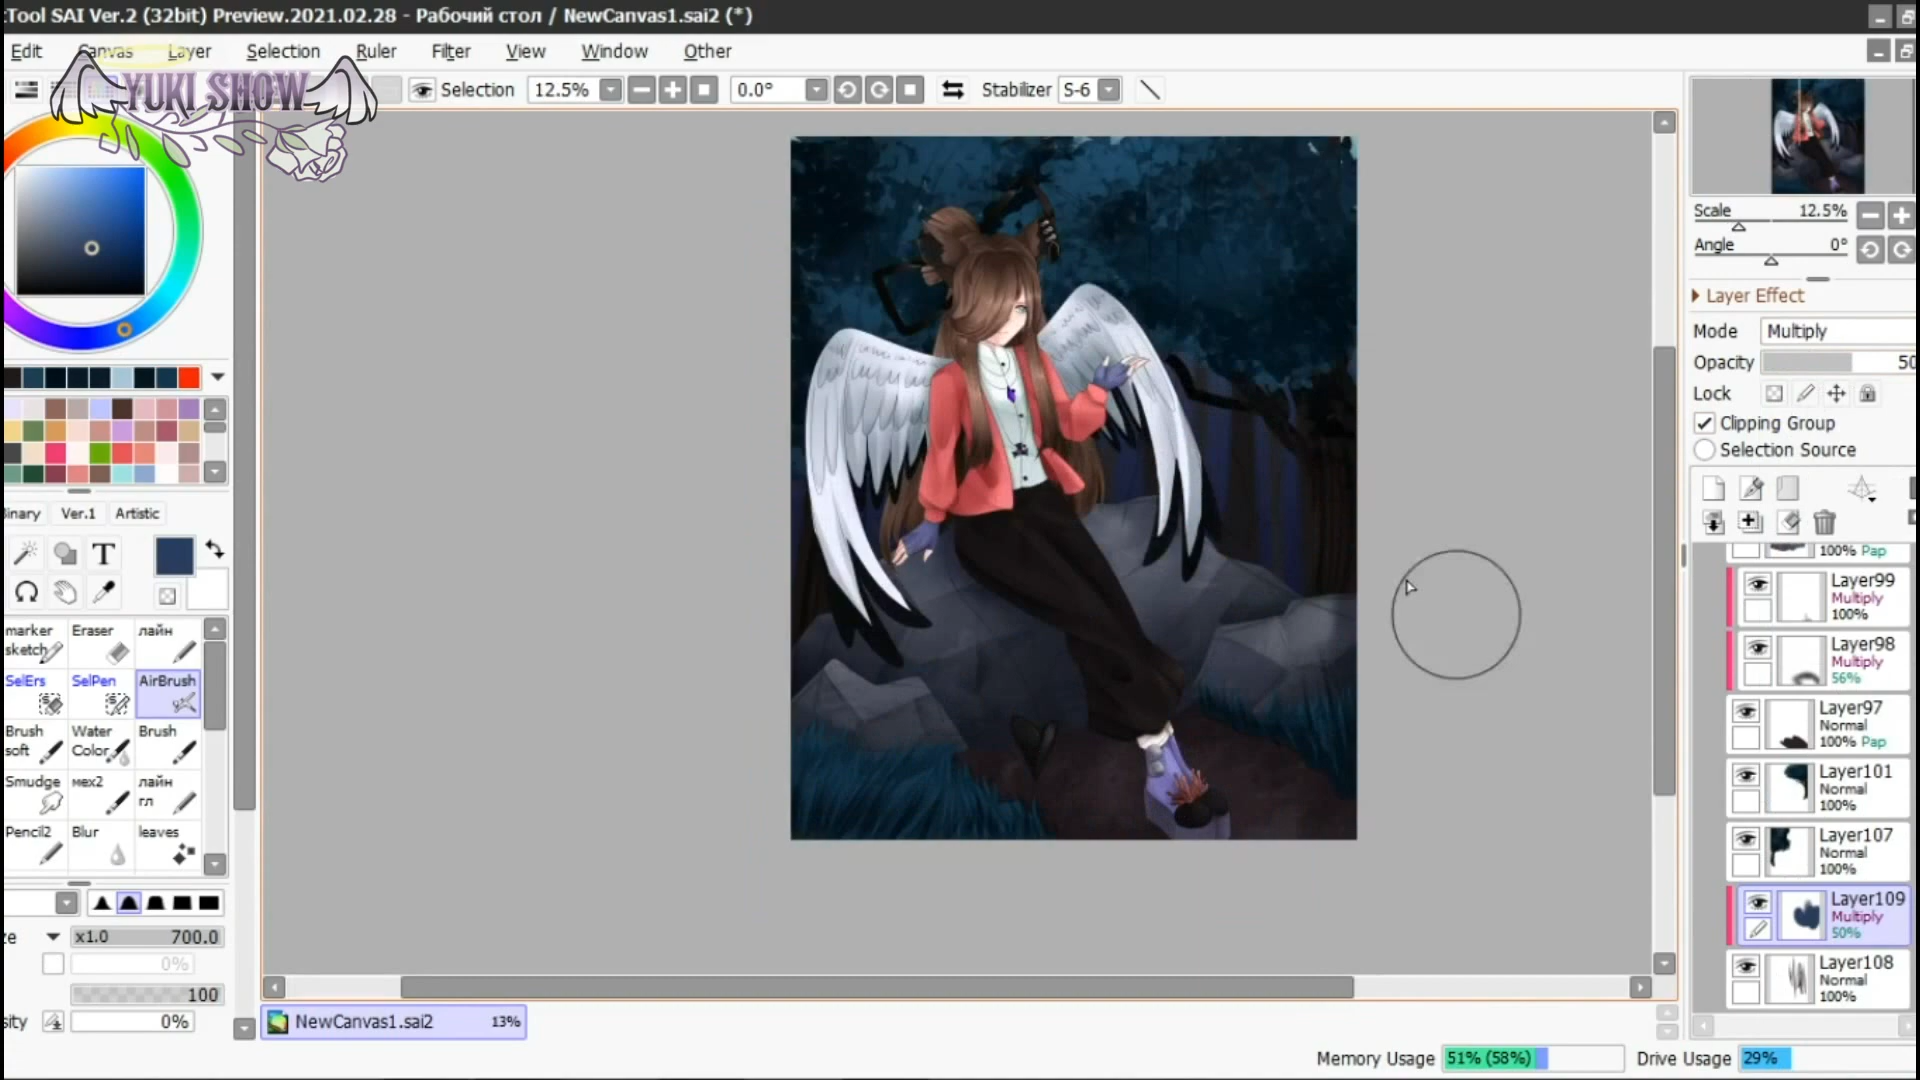 Tool SAI Ver.2 (32bit) Preview.2021.02.28 - Рабочий стол / NewCanvas1.sai2 (*)
Edit Canvas Layer Selection Ruler Filter View Window Other
YUKI SHOW
Selection 12.5% 0.0° Stabilizer S-6
Scale 12.5%
Angle 0°
Layer Effect
Mode Multiply
Opacity 50
Lock
Clipping Group
Selection Source
inary Ver.1 Artistic
T
marker sketch Eraser лайн
SelErs SelPen AirBrush
Brush soft Water Color Brush
Smudge мех2 лайн гл
Pencil2 Blur leaves
ze x1.0 700.0
0%
100
sity 0%
100% Pap
Layer99
Multiply
100%
Layer98
Multiply
56%
Layer97
Normal
100% Pap
Layer101
Normal
100%
Layer107
Normal
100%
Layer109
Multiply
50%
Layer108
Normal
100%
NewCanvas1.sai2 13%
Memory Usage 51% (58%) Drive Usage 29%